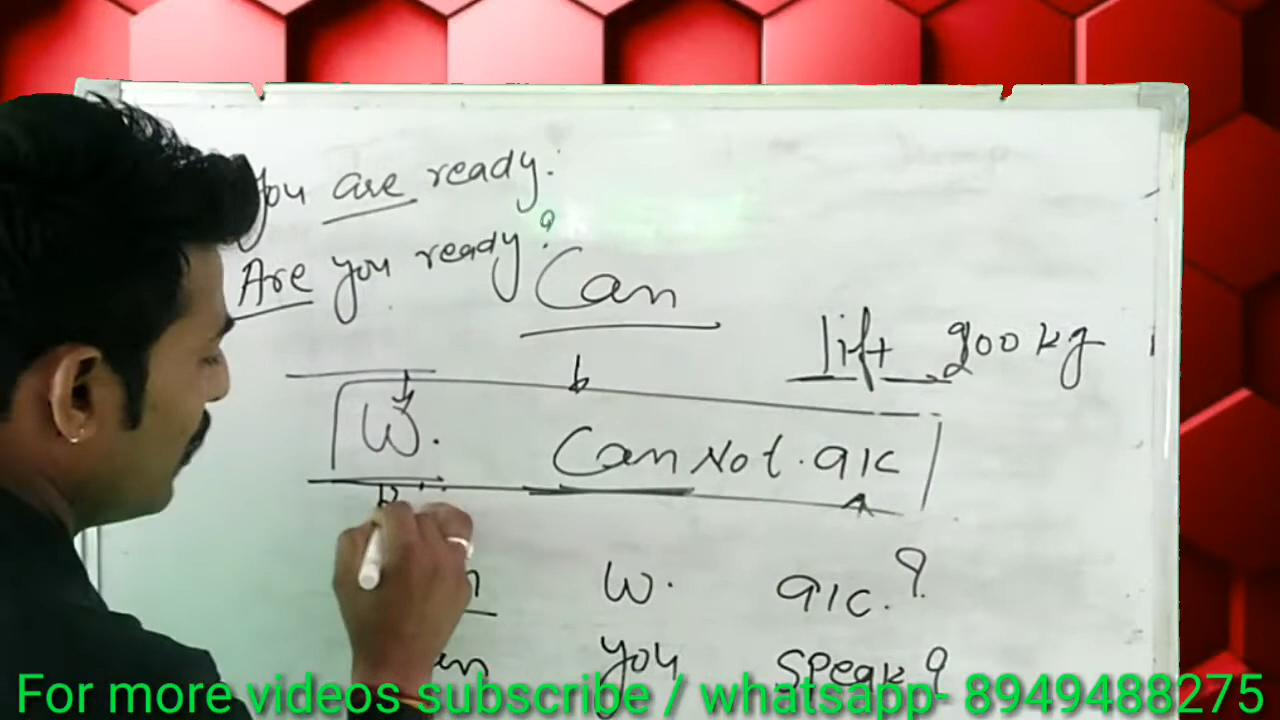 you are ready.
Are you ready?
Can
lift 200 kg
b
W. Can Not. काc
W. काc.?
you speak?
For more videos subscribe / whatsapp- 8949488275